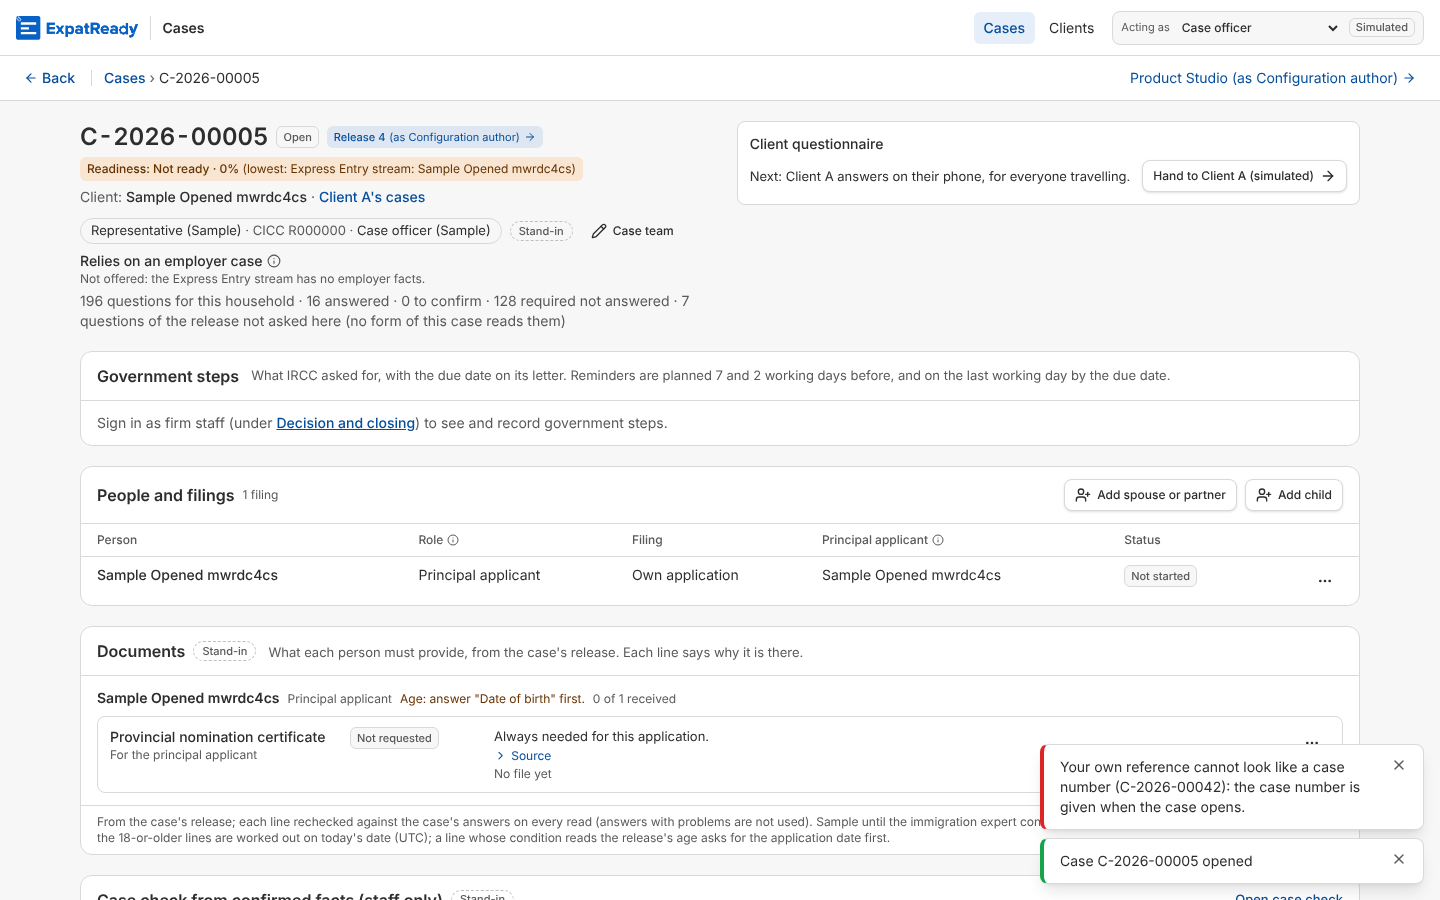 ExpatReady
Cases
Cases
Clients
Acting as Case officer
Simulated
Back
Cases › C-2026-00005
Product Studio (as Configuration author) →
C-2026-00005
Open
Release 4 (as Configuration author) →
Readiness: Not ready · 0% (lowest: Express Entry stream: Sample Opened mwrdc4cs)
Client: Sample Opened mwrdc4cs · Client A's cases
Representative (Sample) · CICC R000000 · Case officer (Sample)
Stand-in
Case team
Relies on an employer case
Not offered: the Express Entry stream has no employer facts.
196 questions for this household · 16 answered · 0 to confirm · 128 required not answered · 7
questions of the release not asked here (no form of this case reads them)
Client questionnaire
Next: Client A answers on their phone, for everyone travelling.
Hand to Client A (simulated) →
Government steps
What IRCC asked for, with the due date on its letter. Reminders are planned 7 and 2 working days before, and on the last working day by the due date.
Sign in as firm staff (under Decision and closing) to see and record government steps.
People and filings
1 filing
Add spouse or partner
Add child
Person
Role
Filing
Principal applicant
Status
Sample Opened mwrdc4cs
Principal applicant
Own application
Sample Opened mwrdc4cs
Not started
Documents
Stand-in
What each person must provide, from the case's release. Each line says why it is there.
Sample Opened mwrdc4cs
Principal applicant
Age: answer "Date of birth" first.
0 of 1 received
Provincial nomination certificate
For the principal applicant
Not requested
Always needed for this application.
Source
No file yet
From the case's release; each line rechecked against the case's answers on every read (answers with problems are not used). Sample until the immigration expert
the 18-or-older lines are worked out on today's date (UTC); a line whose condition reads the release's age asks for the application date first.
Your own reference cannot look like a case
number (C-2026-00042): the case number is
given when the case opens.
Case C-2026-00005 opened
Case check from confirmed facts (staff only)
Stand-in
Open case check